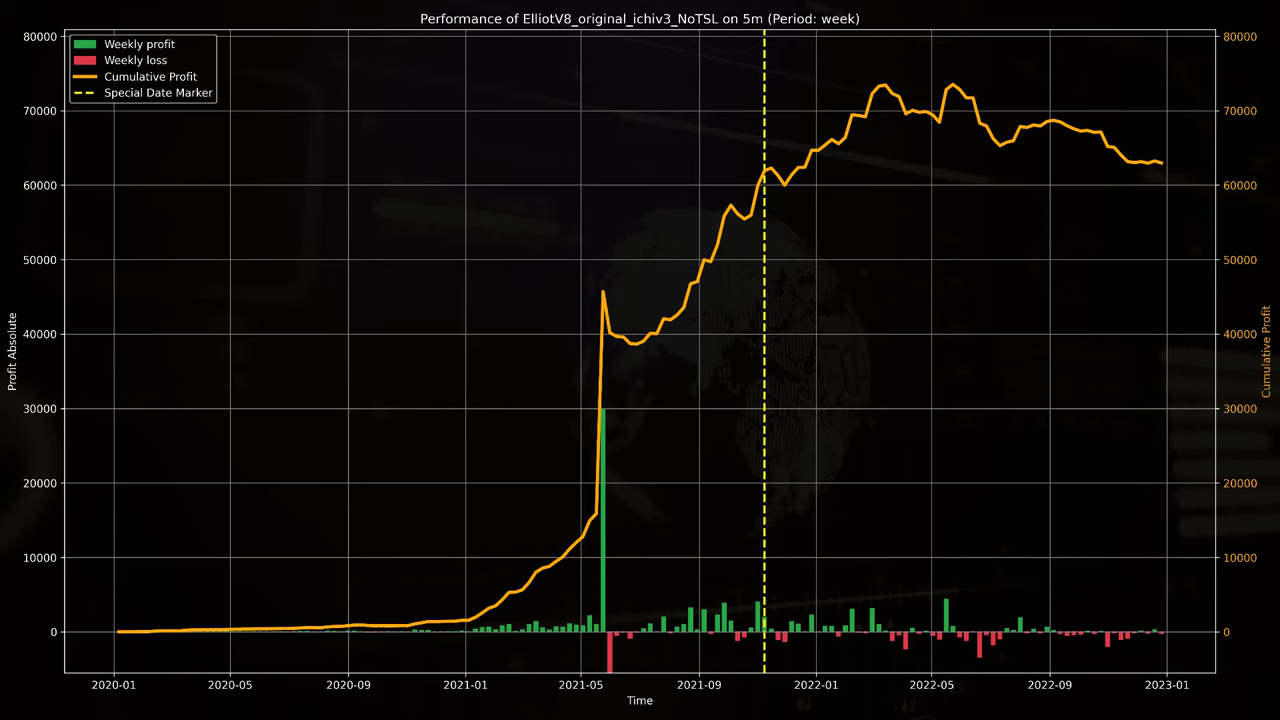 Performance of ElliotV8_original_ichiv3_NoTSL on 5m (Period: week)
Weekly profit
Weekly loss
Cumulative Profit
Special Date Marker
80000
70000
60000
50000
40000
30000
20000
10000
0
Profit Absolute
80000
70000
60000
50000
40000
30000
20000
10000
0
Cumulative Profit
2020-01 2020-05 2020-09 2021-01 2021-05 2021-09 2022-01 2022-05 2022-09 2023-01
Time